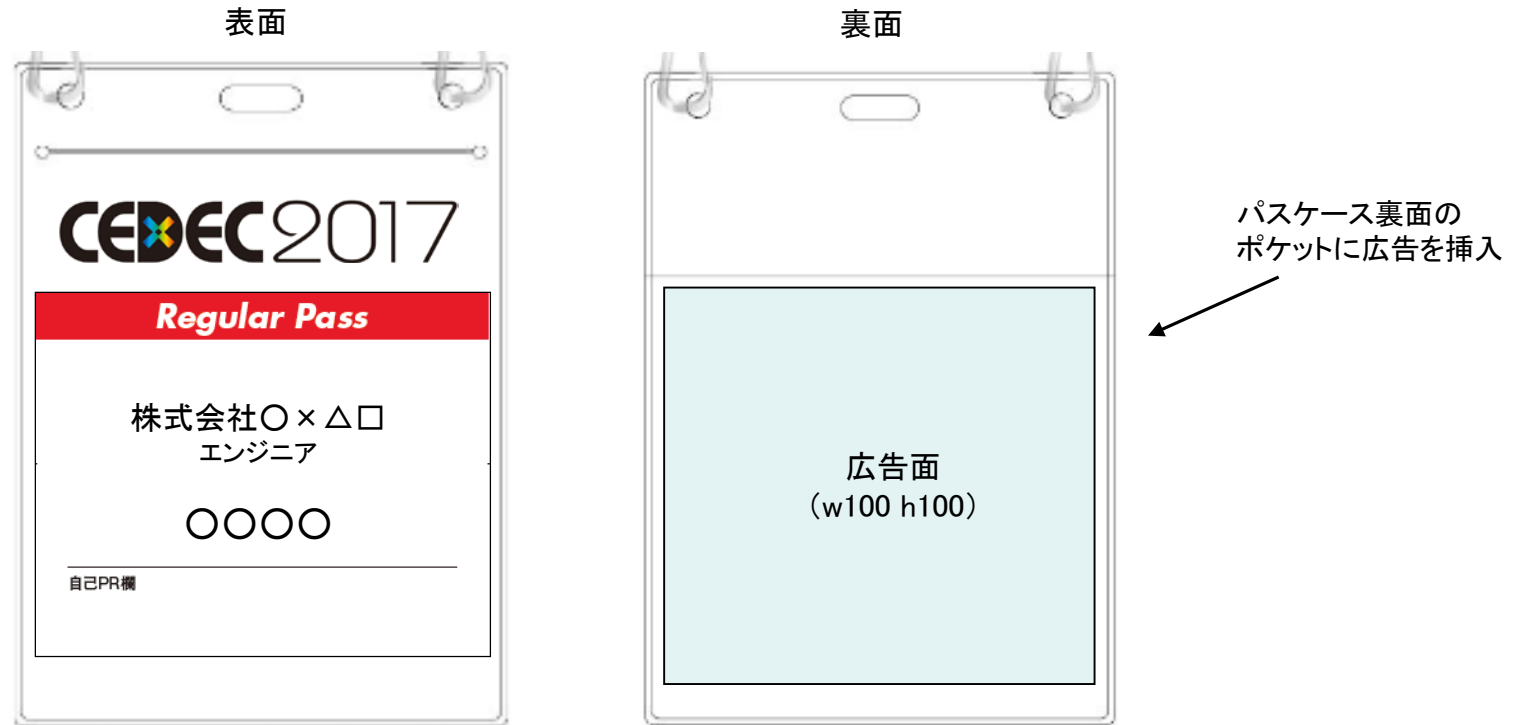 表面
CEDEC2017
Regular Pass
株式会社○×△□
エンジニア
○○○○
自己PR欄
裏面
広告面
（w100 h100）
パスケース裏面の
ポケットに広告を挿入